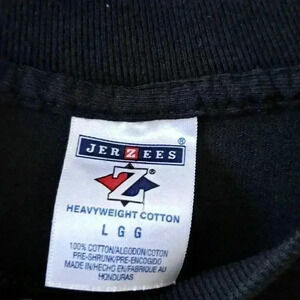 JERZEES®
Z
HEAVYWEIGHT COTTON
L G G
100% COTTON/ALGODON/COTON
PRE-SHRUNK/PRE-ENCOGIDO
MADE IN/HECHO EN/FABRIQUE AU
HONDURAS